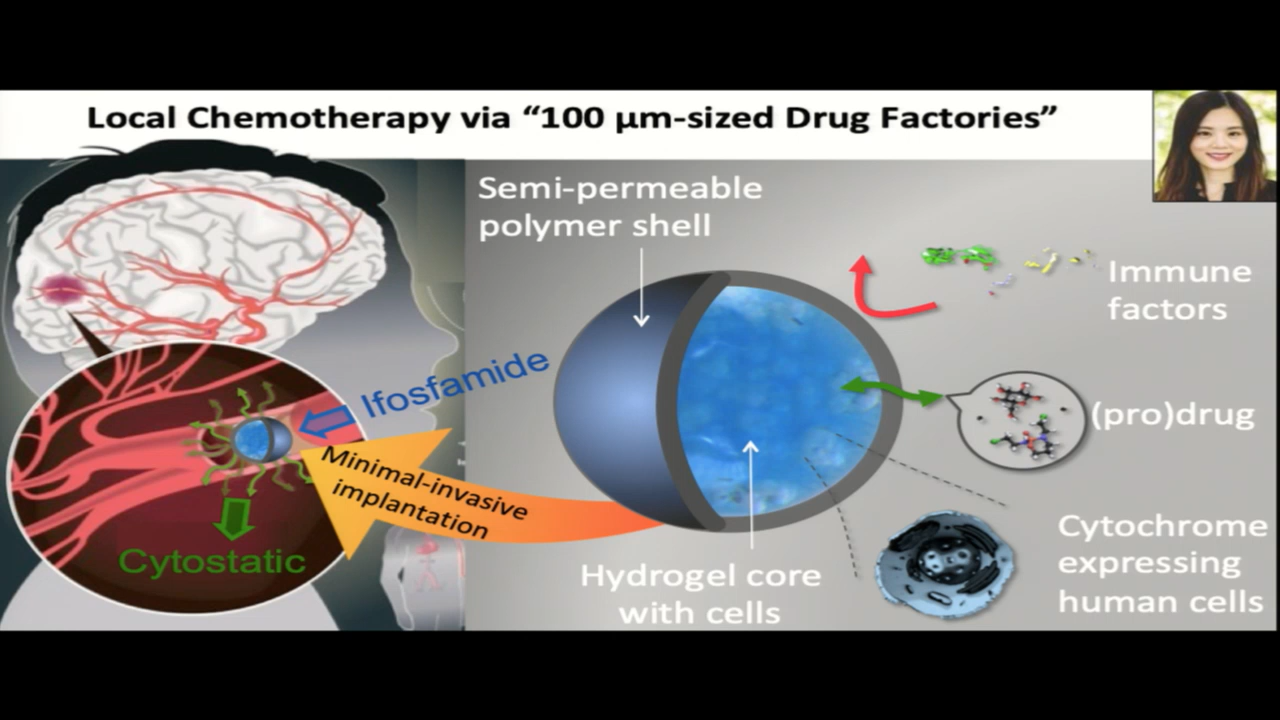 Local Chemotherapy via “100 µm-sized Drug Factories”
Semi-permeable
polymer shell
Immune
factors
Ifosfamide
(pro)drug
Minimal-invasive
implantation
Cytostatic
Hydrogel core
with cells
Cytochrome
expressing
human cells